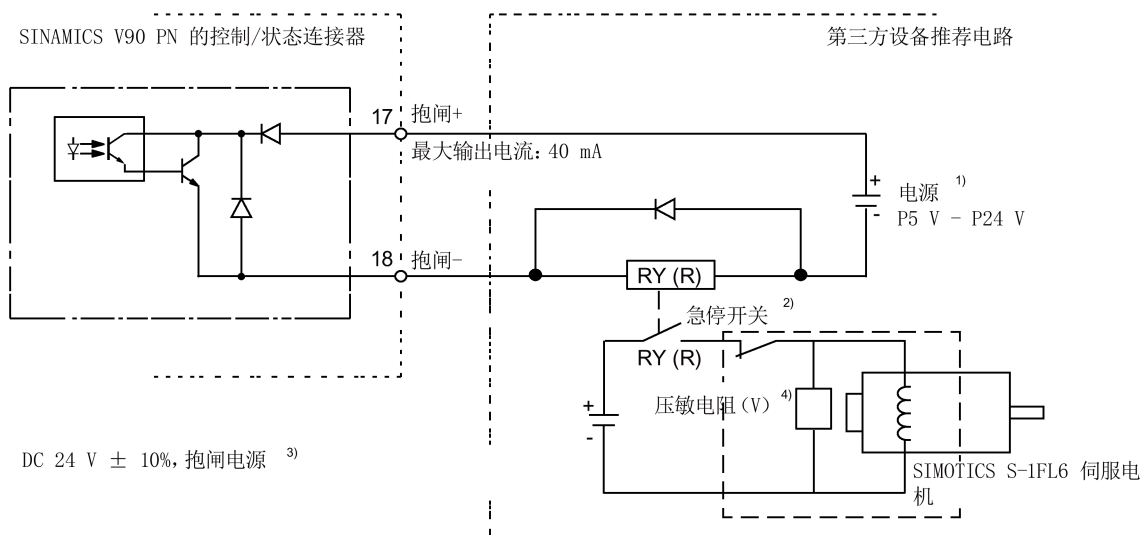 SINAMICS V90 PN 的控制/状态连接器
第三方设备推荐电路
17 抱闸+
最大输出电流: 40 mA
+
电源 1)
-
P5 V - P24 V
18 抱闸-
RY (R)
急停开关 2)
RY (R)
+
-
压敏电阻(V) 4)
DC 24 V ± 10%, 抱闸电源 3)
SIMOTICS S-1FL6 伺服电
机